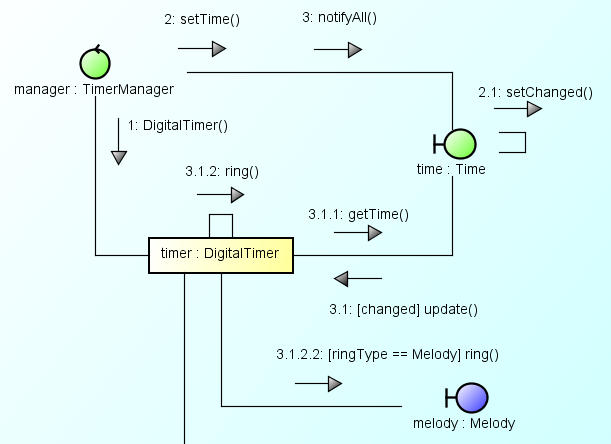 2: setTime()
3: notifyAll()
manager : TimerManager
2.1: setChanged()
1: DigitalTimer()
time : Time
3.1.2: ring()
3.1.1: getTime()
timer : DigitalTimer
3.1: [changed] update()
3.1.2.2: [ringType == Melody] ring()
melody : Melody